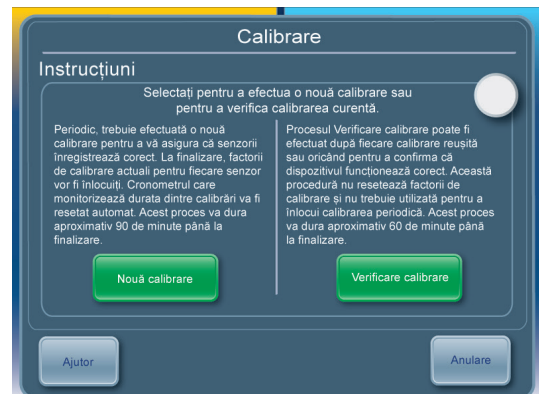 Calibrare
Instrucțiuni
Selectați pentru a efectua o nouă calibrare sau
pentru a verifica calibrarea curentă.
Periodic, trebuie efectuată o nouă
calibrare pentru a vă asigura că senzorii
înregistrează corect. La finalizare, factorii
de calibrare actuali pentru fiecare senzor
vor fi înlocuiți. Cronometrul care
monitorizează durata dintre calibrări va fi
resetat automat. Acest proces va dura
aproximativ 90 de minute până la
finalizare.
Nouă calibrare
Procesul Verificare calibrare poate fi
efectuat după fiecare calibrare reușită
sau oricând pentru a confirma că
dispozitivul funcționează corect. Această
procedură nu resetează factorii de
calibrare și nu trebuie utilizată pentru a
înlocui calibrarea periodică. Acest proces
va dura aproximativ 60 de minute până
la finalizare.
Verificare calibrare
Ajutor
Anulare